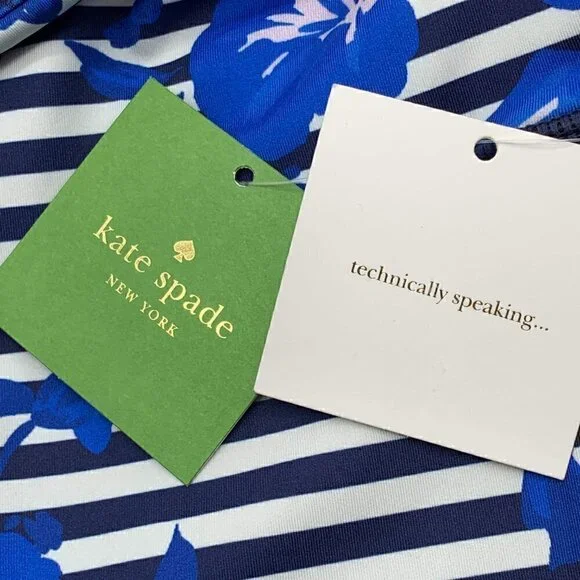 kate spade
NEW YORK
technically speaking...